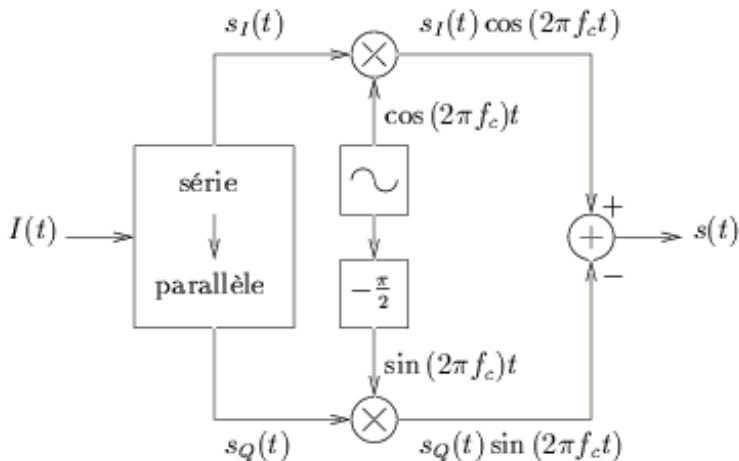 s_I(t)
s_I(t) cos (2πf_c t)
cos (2πf_c)t
série
I(t)
+
+
s(t)
parallèle
−π/2
−
sin (2πf_c)t
s_Q(t)
s_Q(t) sin (2πf_c t)